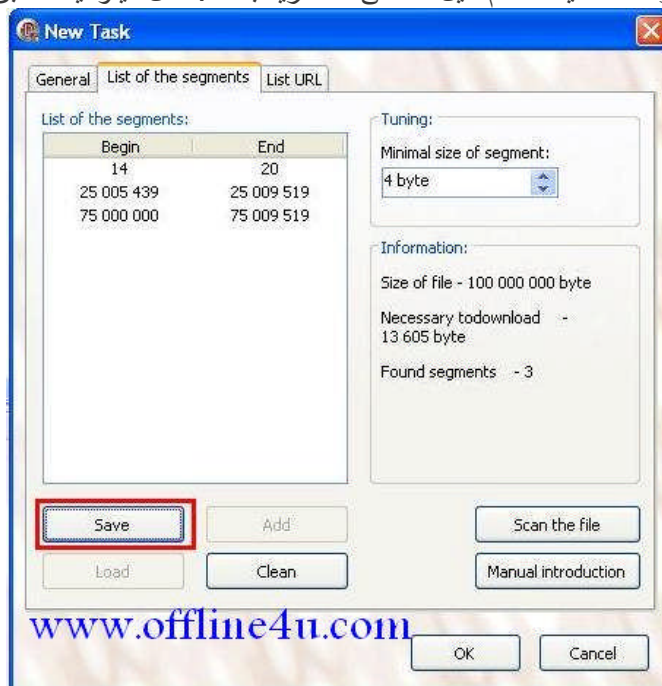 New Task
General List of the segments List URL
List of the segments:
Begin End
14 20
25 005 439 25 009 519
75 000 000 75 009 519
Tuning:
Minimal size of segment:
4 byte
Information:
Size of file - 100 000 000 byte
Necessary todownload -
13 605 byte
Found segments - 3
Save Add Scan the file
Load Clean Manual introduction
www.offline4u.com
OK Cancel